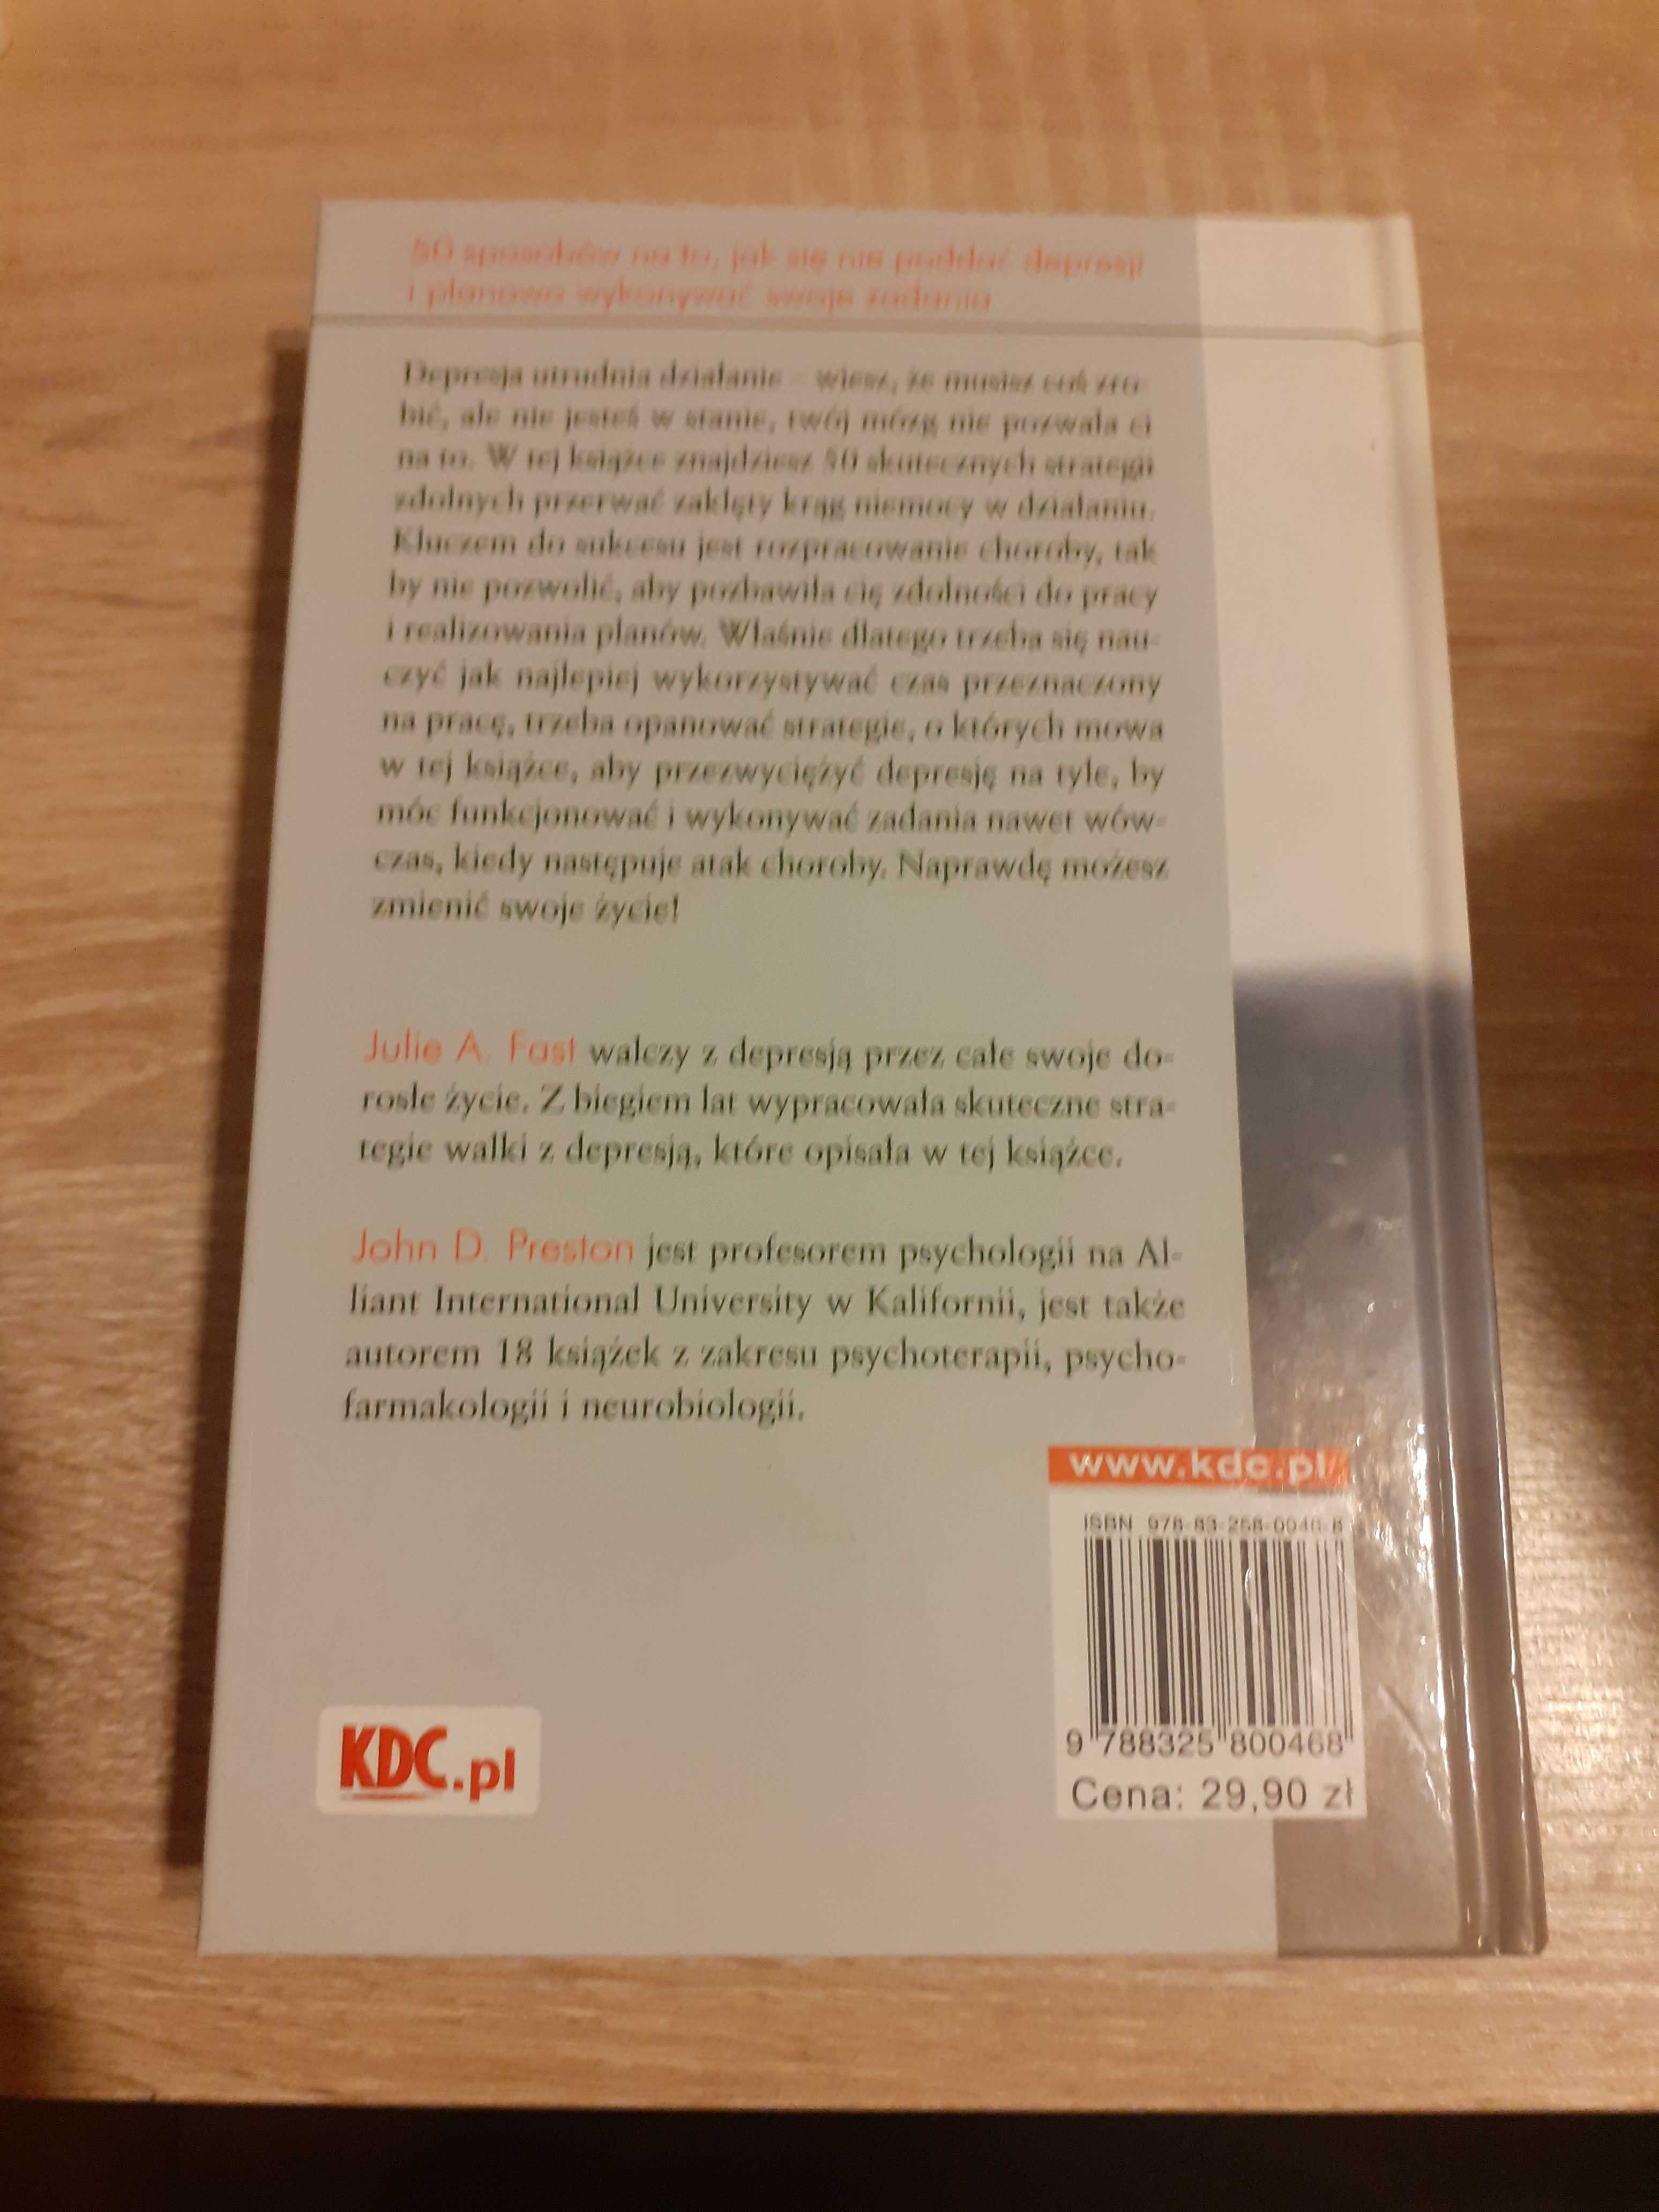 50 sposobów na to, jak się nie poddać depresji
i planowo wykonywać swoje zadania
Depresja utrudnia działanie – wiesz, że musisz coś zro-
bić, ale nie jesteś w stanie, twój mózg nie pozwala ci
na to. W tej książce znajdziesz 50 skutecznych strategii
zdolnych przerwać zaklęty krąg niemocy w działaniu.
Kluczem do sukcesu jest rozpracowanie choroby, tak
by nie pozwolić, aby pozbawiła cię zdolności do pracy
i realizowania planów. Właśnie dlatego trzeba się nau-
czyć jak najlepiej wykorzystywać czas przeznaczony
na pracę, trzeba opanować strategie, o których mowa
w tej książce, aby przezwyciężyć depresję na tyle, by
móc funkcjonować i wykonywać zadania nawet wów-
czas, kiedy następuje atak choroby. Naprawdę możesz
zmienić swoje życie!
Julie A. Fast walczy z depresją przez całe swoje do-
rosłe życie. Z biegiem lat wypracowała skuteczne stra-
tegie walki z depresją, które opisała w tej książce.
John D. Preston jest profesorem psychologii na Al-
liant International University w Kalifornii, jest także
autorem 18 książek z zakresu psychoterapii, psycho-
farmakologii i neurobiologii.
www.kdc.pl
ISBN 978-83-258-0046-8
9 788325 800468
Cena: 29,90 zł
KDC.pl